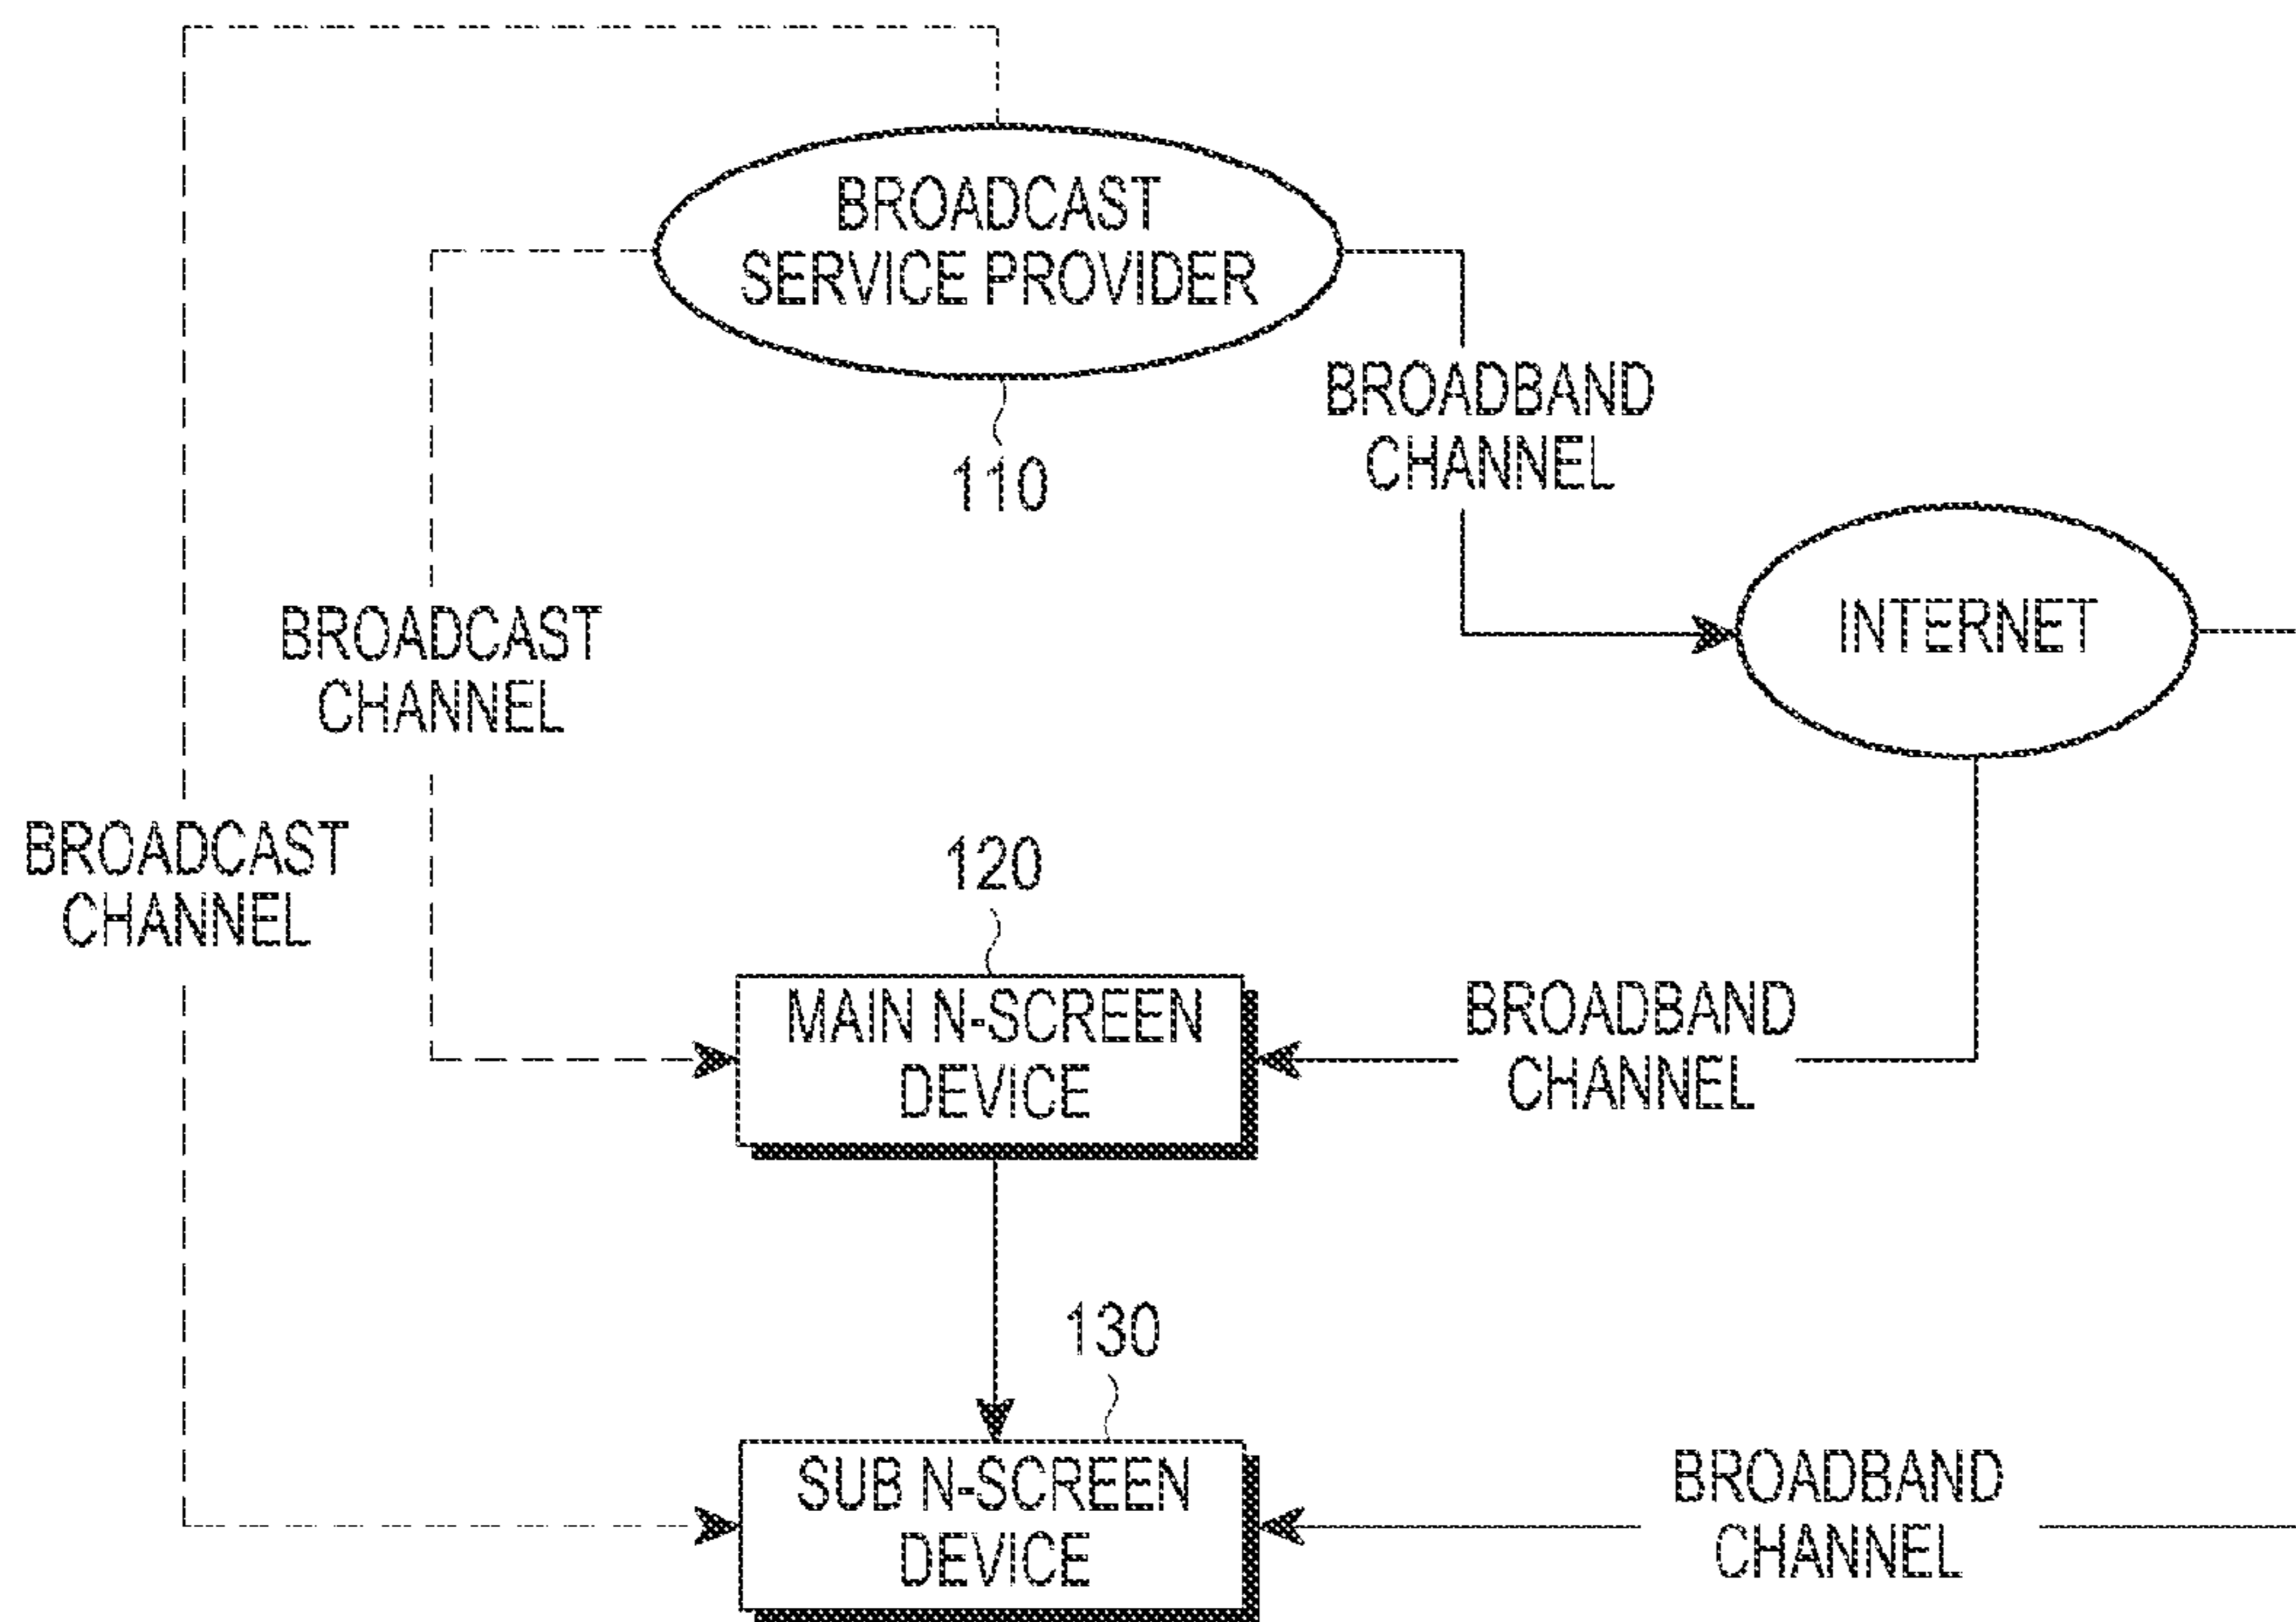 BROADCAST
SERVICE PROVIDER
110
BROADBAND
CHANNEL
INTERNET
BROADCAST
CHANNEL
BROADCAST
CHANNEL
120
MAIN N-SCREEN
DEVICE
BROADBAND
CHANNEL
130
SUB N-SCREEN
DEVICE
BROADBAND
CHANNEL